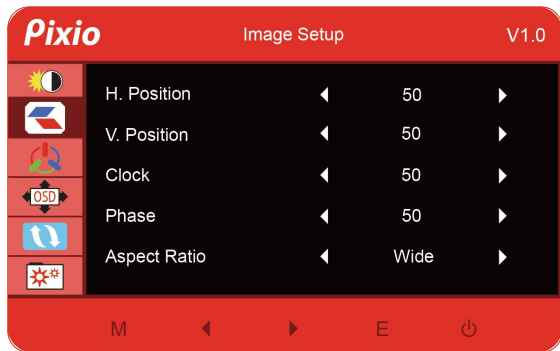 Pixio Image Setup V1.0
H. Position 50
V. Position 50
Clock 50
Phase 50
OSD
Aspect Ratio Wide
M E